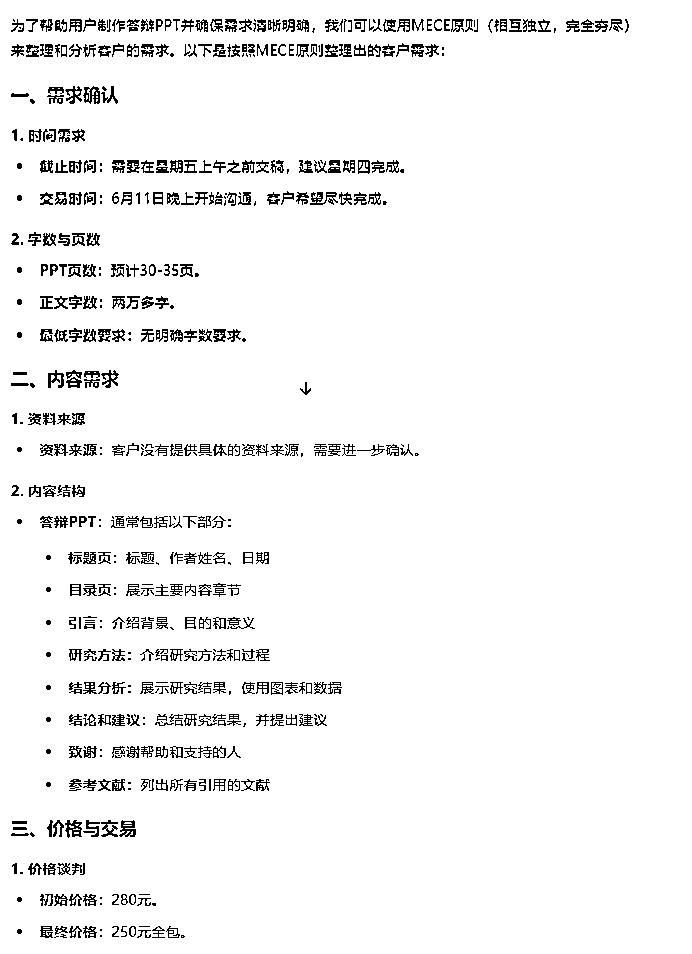 为了帮助用户制作答辩PPT并确保需求清晰明确，我们可以使用MECE原则（相互独立，完全穷尽）
来整理和分析客户的需求。以下是按照MECE原则整理出的客户需求：
一、需求确认
1. 时间需求
• 截止时间：需要在星期五上午之前交稿，建议星期四完成。
• 交易时间：6月11日晚上开始沟通，客户希望尽快完成。
2. 字数与页数
• PPT页数：预计30-35页。
• 正文字数：两万多字。
• 最低字数要求：无明确字数要求。
二、内容需求
1. 资料来源
• 资料来源：客户没有提供具体的资料来源，需要进一步确认。
2. 内容结构
• 答辩PPT：通常包括以下部分：
• 标题页：标题、作者姓名、日期
• 目录页：展示主要内容章节
• 引言：介绍背景、目的和意义
• 研究方法：介绍研究方法和过程
• 结果分析：展示研究结果，使用图表和数据
• 结论和建议：总结研究结果，并提出建议
• 致谢：感谢帮助和支持的人
• 参考文献：列出所有引用的文献
三、价格与交易
1. 价格谈判
• 初始价格：280元。
• 最终价格：250元全包。